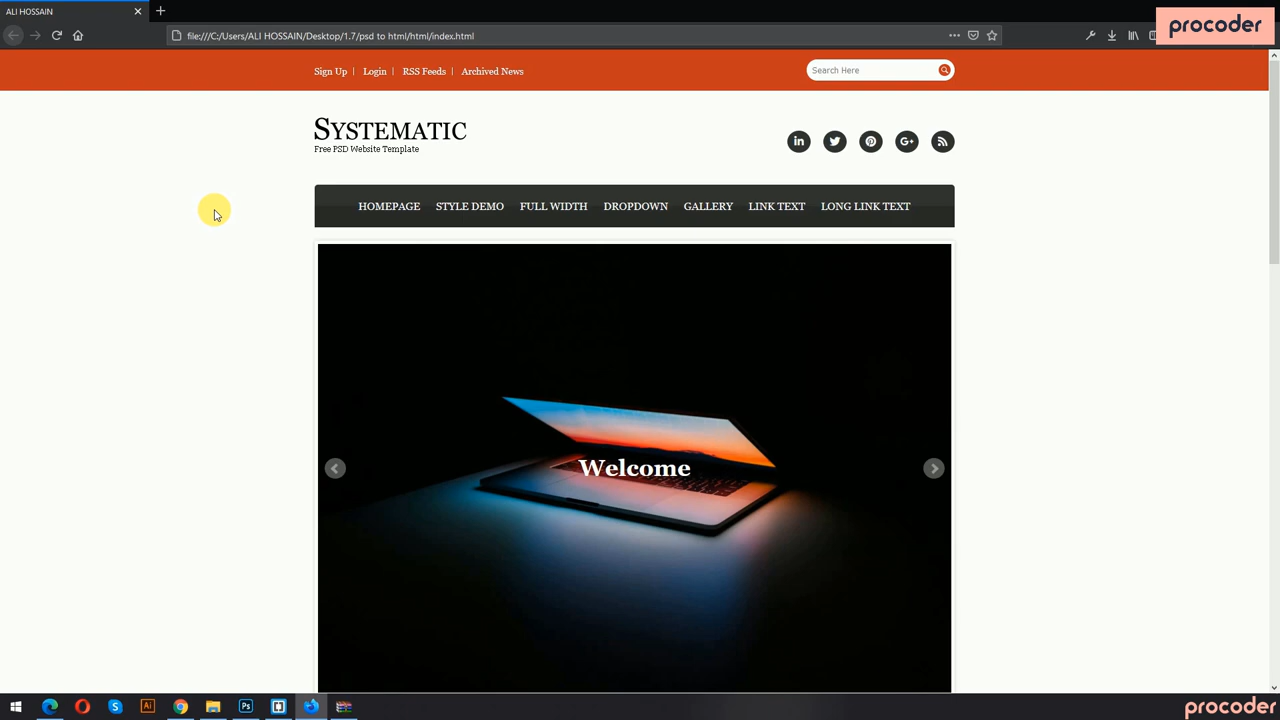 ALI HOSSAIN
procoder
file:///C:/Users/ALI HOSSAIN/Desktop/1.7/psd to html/html/index.html
Sign Up | Login | RSS Feeds | Archived News
Search Here
SYSTEMATIC
Free PSD Website Template
HOMEPAGE STYLE DEMO FULL WIDTH DROPDOWN GALLERY LINK TEXT LONG LINK TEXT
Welcome
procoder